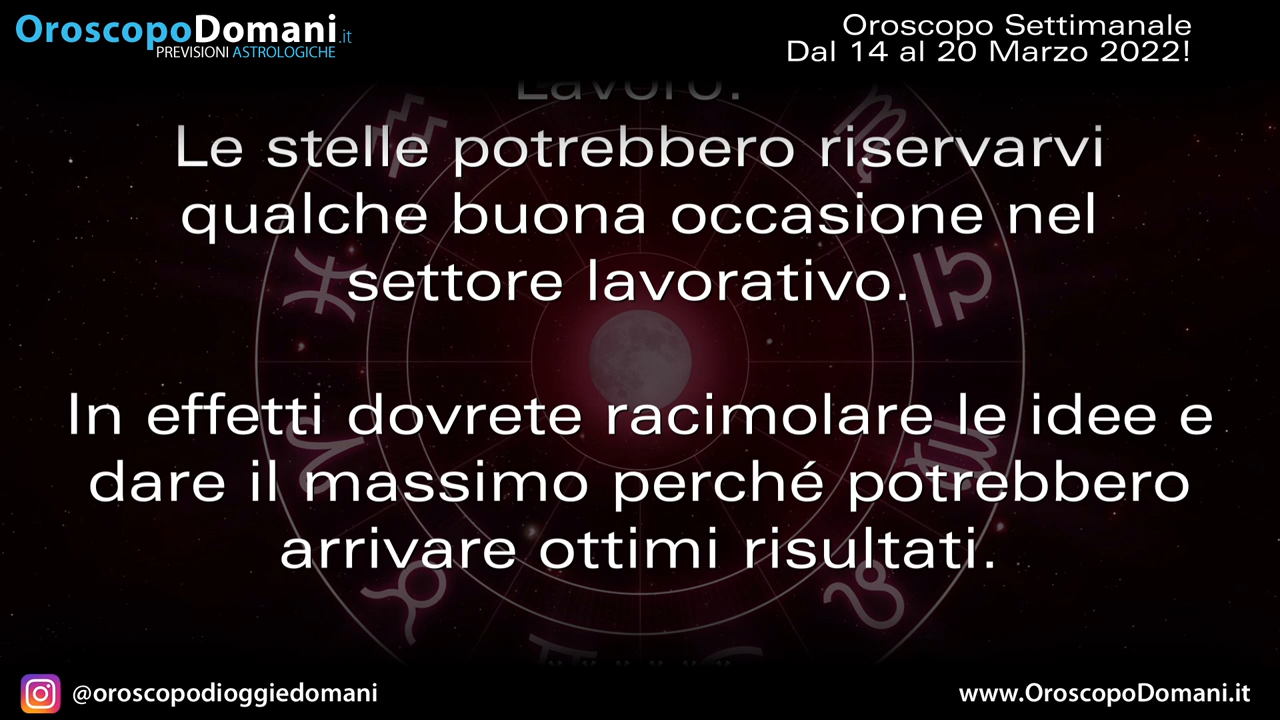 OroscopoDomani.it
PREVISIONI ASTROLOGICHE
Oroscopo Settimanale
Dal 14 al 20 Marzo 2022!
Lavoro:
Le stelle potrebbero riservarvi
qualche buona occasione nel
settore lavorativo.
In effetti dovrete racimolare le idee e
dare il massimo perché potrebbero
arrivare ottimi risultati.
@oroscopodioggiedomani
www.OroscopoDomani.it